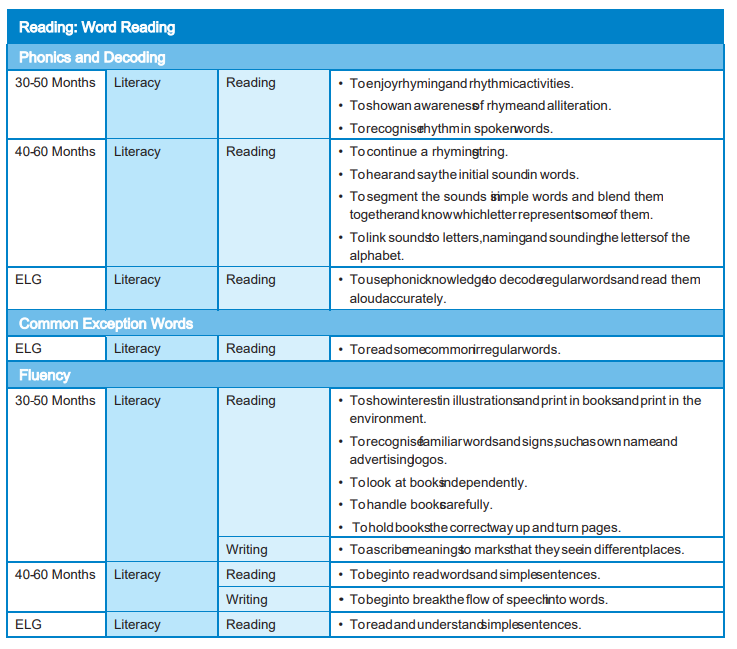 Reading: Word Reading
Phonics and Decoding
30-50 Months Literacy Reading • To enjoy rhyming and rhythmic activities.
• To show an awareness of rhyme and alliteration.
• To recognise rhythm in spoken words.
40-60 Months Literacy Reading • To continue a rhyming string.
• To hear and say the initial sound in words.
• To segment the sounds in simple words and blend them
together and know which letter represents some of them.
• To link sounds to letters, naming and sounding the letters of the
alphabet.
ELG Literacy Reading • To use phonic knowledge to decode regular words and read them
aloud accurately.
Common Exception Words
ELG Literacy Reading • To read some common irregular words.
Fluency
30-50 Months Literacy Reading • To show interest in illustrations and print in books and print in the
environment.
• To recognise familiar words and signs, such as own name and
advertising logos.
• To look at books independently.
• To handle books carefully.
• To hold books the correct way up and turn pages.
Writing • To ascribe meanings to marks that they see in different places.
40-60 Months Literacy Reading • To begin to read words and simple sentences.
Writing • To begin to break the flow of speech into words.
ELG Literacy Reading • To read and understand simple sentences.